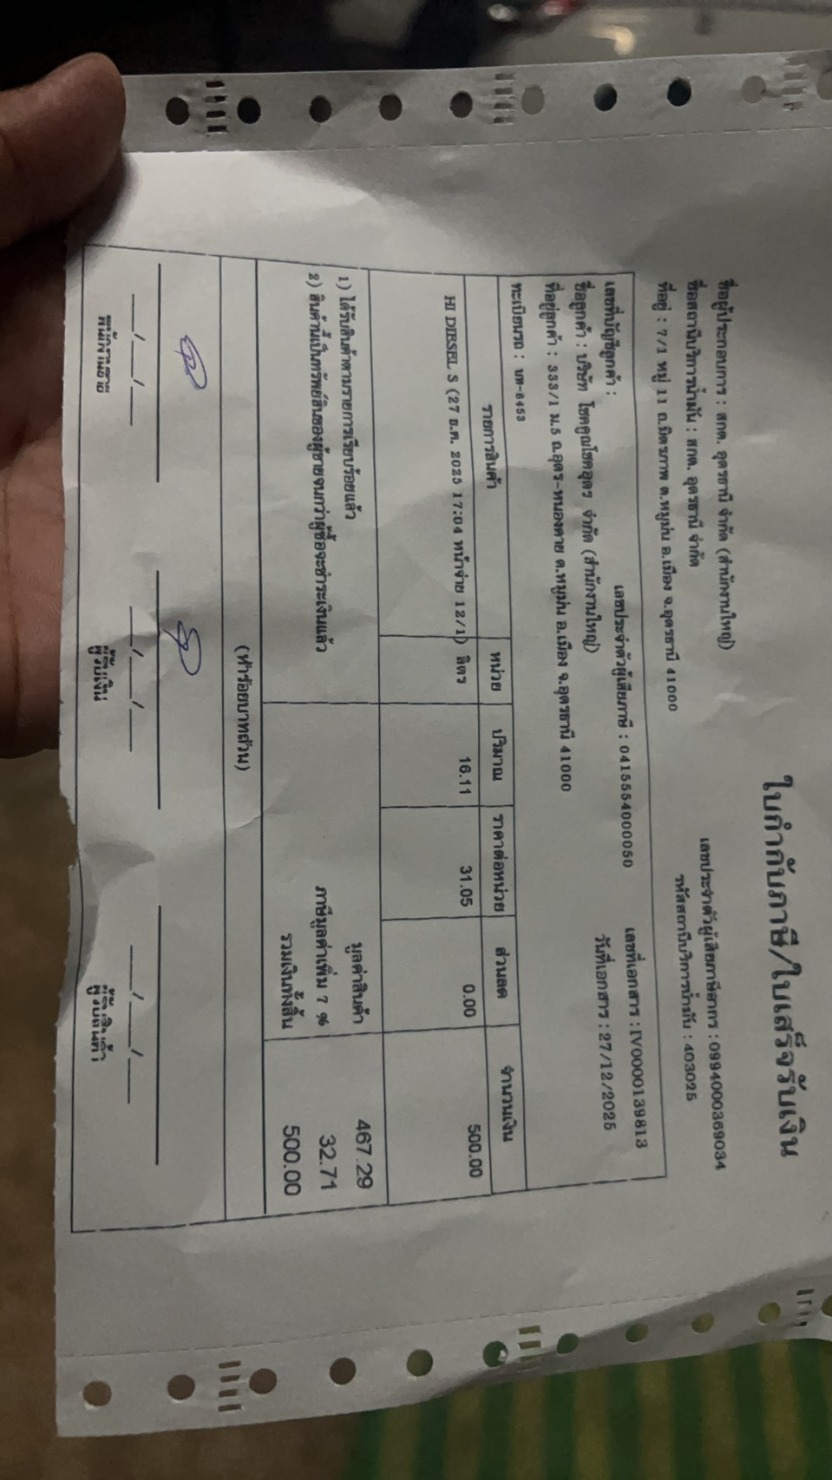 ใบกำกับภาษี/ใบเสร็จรับเงิน
ชื่อผู้ประกอบการ : สกต. อุดรธานี จำกัด (สำนักงานใหญ่)
เลขประจำตัวผู้เสียภาษีอากร : 0994000369034
ชื่อสถานีบริการน้ำมัน : สกต. อุดรธานี จำกัด
รหัสสถานีบริการน้ำมัน : 403025
ที่อยู่ : 7/1 หมู่ 11 ถ.มิตรภาพ ต.หมูม่น อ.เมือง จ.อุดรธานี 41000
เลขที่บัญชีลูกค้า :
เลขประจำตัวผู้เสียภาษี : 0415554000050
เลขที่เอกสาร : IV0000139813
ชื่อลูกค้า : บริษัท โชคคูณโชคอุดร จำกัด (สำนักงานใหญ่)
วันที่เอกสาร : 27/12/2025
ที่อยู่ลูกค้า : 333/1 ม.5 ถ.อุดร-หนองคาย ต.หมูม่น อ.เมือง จ.อุดรธานี 41000
ทะเบียนรถ : บท-8453
รายการสินค้า หน่วย ปริมาณ ราคาต่อหน่วย ส่วนลด จำนวนเงิน
HI DIESEL S (27 ธ.ค. 2025 17:04 หน้าจ่าย 12/1) ลิตร 16.11 31.05 0.00 500.00
1) ได้รับสินค้าตามรายการเรียบร้อยแล้ว
มูลค่าสินค้า 467.29
2) สินค้านี้เป็นทรัพย์สินของผู้ขายจนกว่าผู้ซื้อจะชำระเงินแล้ว
ภาษีมูลค่าเพิ่ม 7 % 32.71
รวมเงินทั้งสิ้น 500.00
(ห้าร้อยบาทถ้วน)
__/__/__ __/__/__ __/__/__
พนักงานขาย ผู้รับเงิน ผู้รับสินค้า